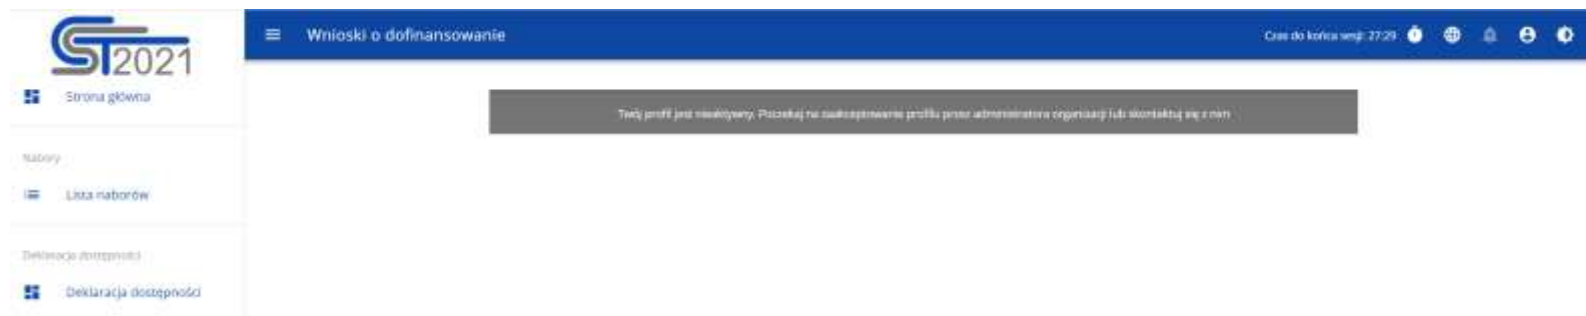 CST2021
Wnioski o dofinansowanie
Czas do końca sesji: 27:29
Strona główna
Twój profil jest nieaktywny. Poczekaj na zaakceptowanie profilu przez administratora organizacji lub skontaktuj się z nim
Nabory
Lista naborów
Deklaracja dostępności
Deklaracja dostępności